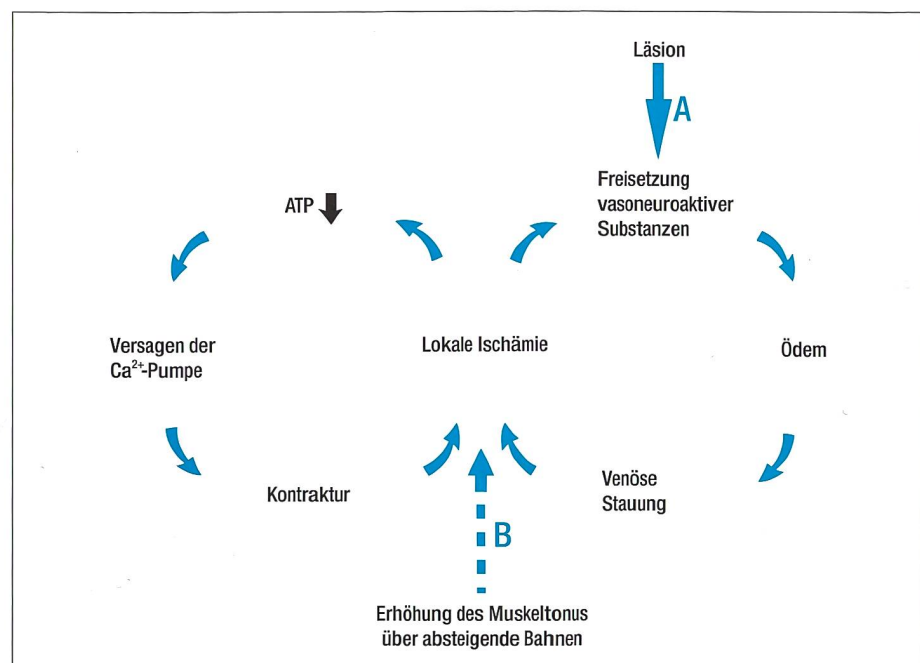 Läsion
A
Freisetzung
vasoneuroaktiver
Substanzen
ATP
Versagen der
Ca²⁺-Pumpe
Lokale Ischämie
Ödem
Kontraktur
Venöse
Stauung
B
Erhöhung des Muskeltonus
über absteigende Bahnen